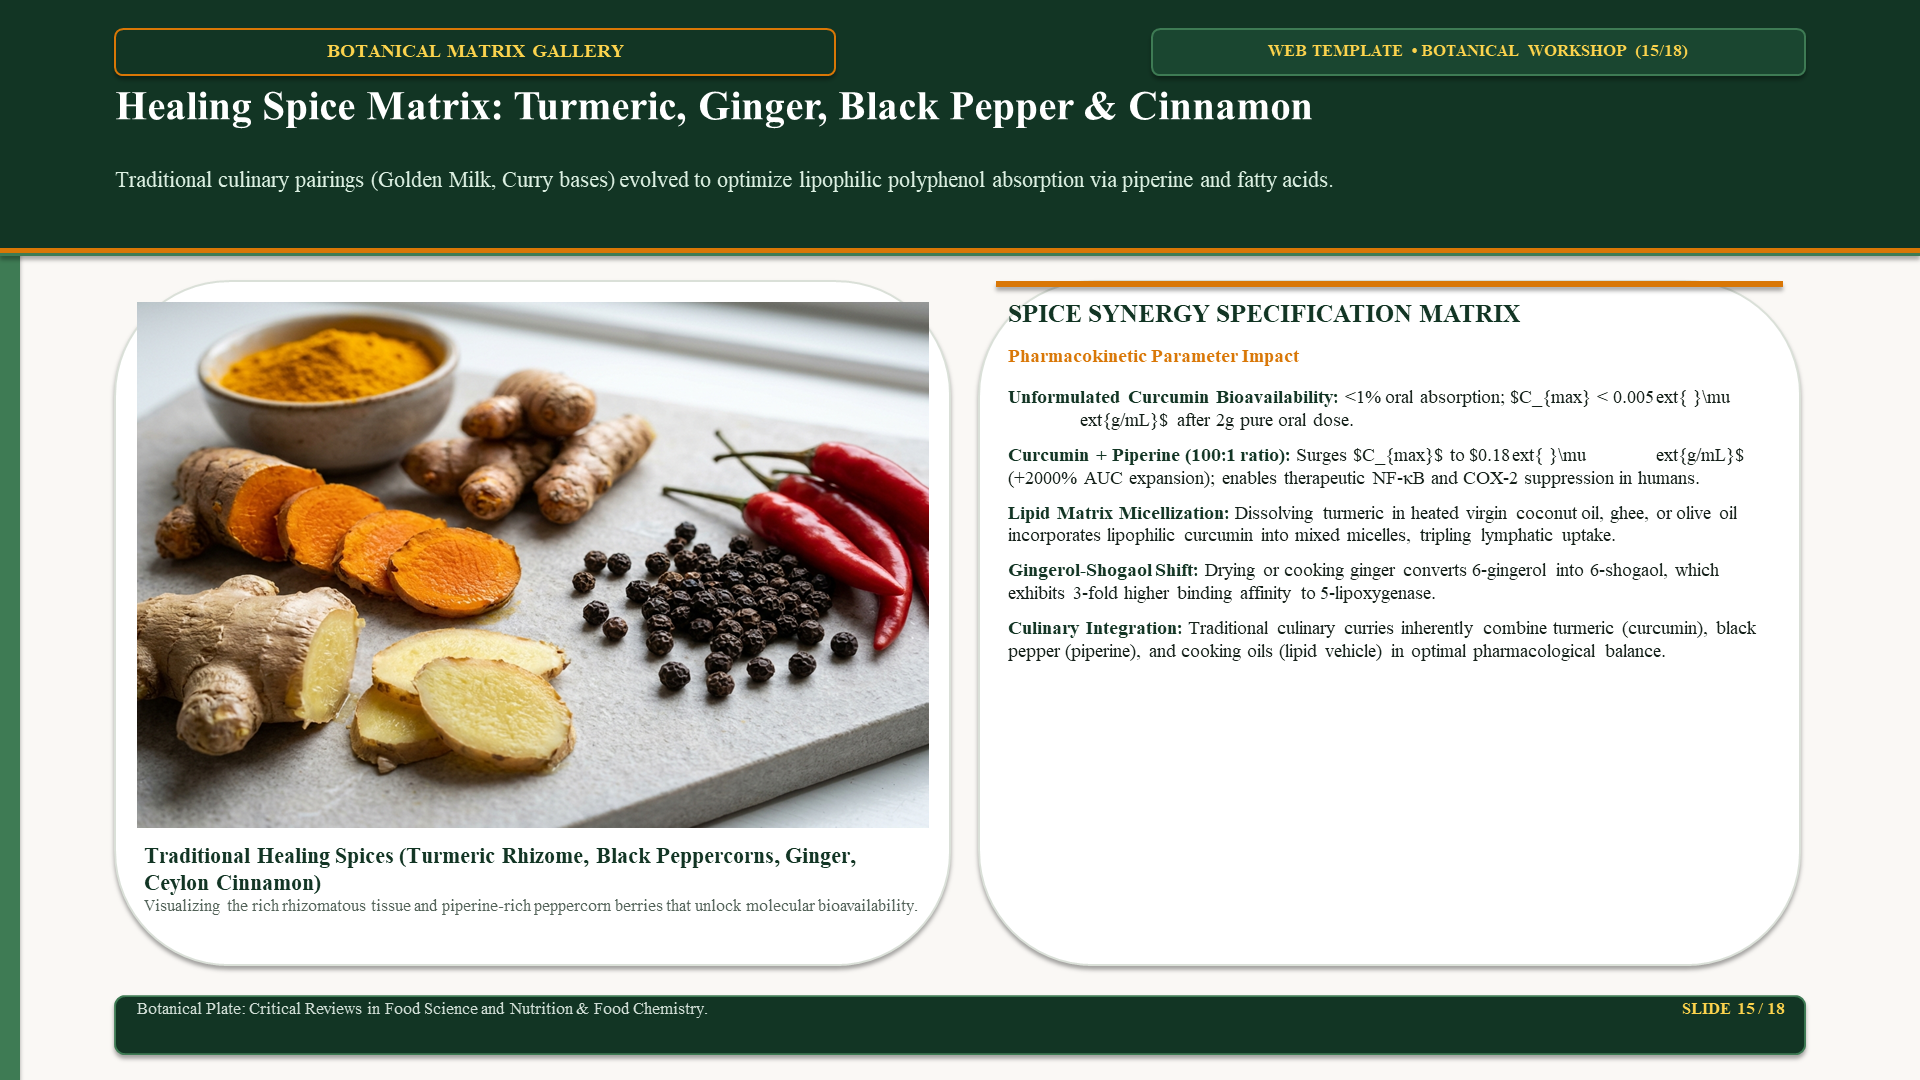 BOTANICAL MATRIX GALLERY
WEB TEMPLATE • BOTANICAL WORKSHOP (15/18)
Healing Spice Matrix: Turmeric, Ginger, Black Pepper & Cinnamon
Traditional culinary pairings (Golden Milk, Curry bases) evolved to optimize lipophilic polyphenol absorption via piperine and fatty acids.
Traditional Healing Spices (Turmeric Rhizome, Black Peppercorns, Ginger,
Ceylon Cinnamon)
Visualizing the rich rhizomatous tissue and piperine-rich peppercorn berries that unlock molecular bioavailability.
SPICE SYNERGY SPECIFICATION MATRIX
Pharmacokinetic Parameter Impact
Unformulated Curcumin Bioavailability: <1% oral absorption; $C_{max} < 0.005 ext{ }\mu
ext{g/mL}$ after 2g pure oral dose.
Curcumin + Piperine (100:1 ratio): Surges $C_{max}$ to $0.18 ext{ }\mu ext{g/mL}$
(+2000% AUC expansion); enables therapeutic NF-κB and COX-2 suppression in humans.
Lipid Matrix Micellization: Dissolving turmeric in heated virgin coconut oil, ghee, or olive oil
incorporates lipophilic curcumin into mixed micelles, tripling lymphatic uptake.
Gingerol-Shogaol Shift: Drying or cooking ginger converts 6-gingerol into 6-shogaol, which
exhibits 3-fold higher binding affinity to 5-lipoxygenase.
Culinary Integration: Traditional culinary curries inherently combine turmeric (curcumin), black
pepper (piperine), and cooking oils (lipid vehicle) in optimal pharmacological balance.
Botanical Plate: Critical Reviews in Food Science and Nutrition & Food Chemistry.
SLIDE 15 / 18